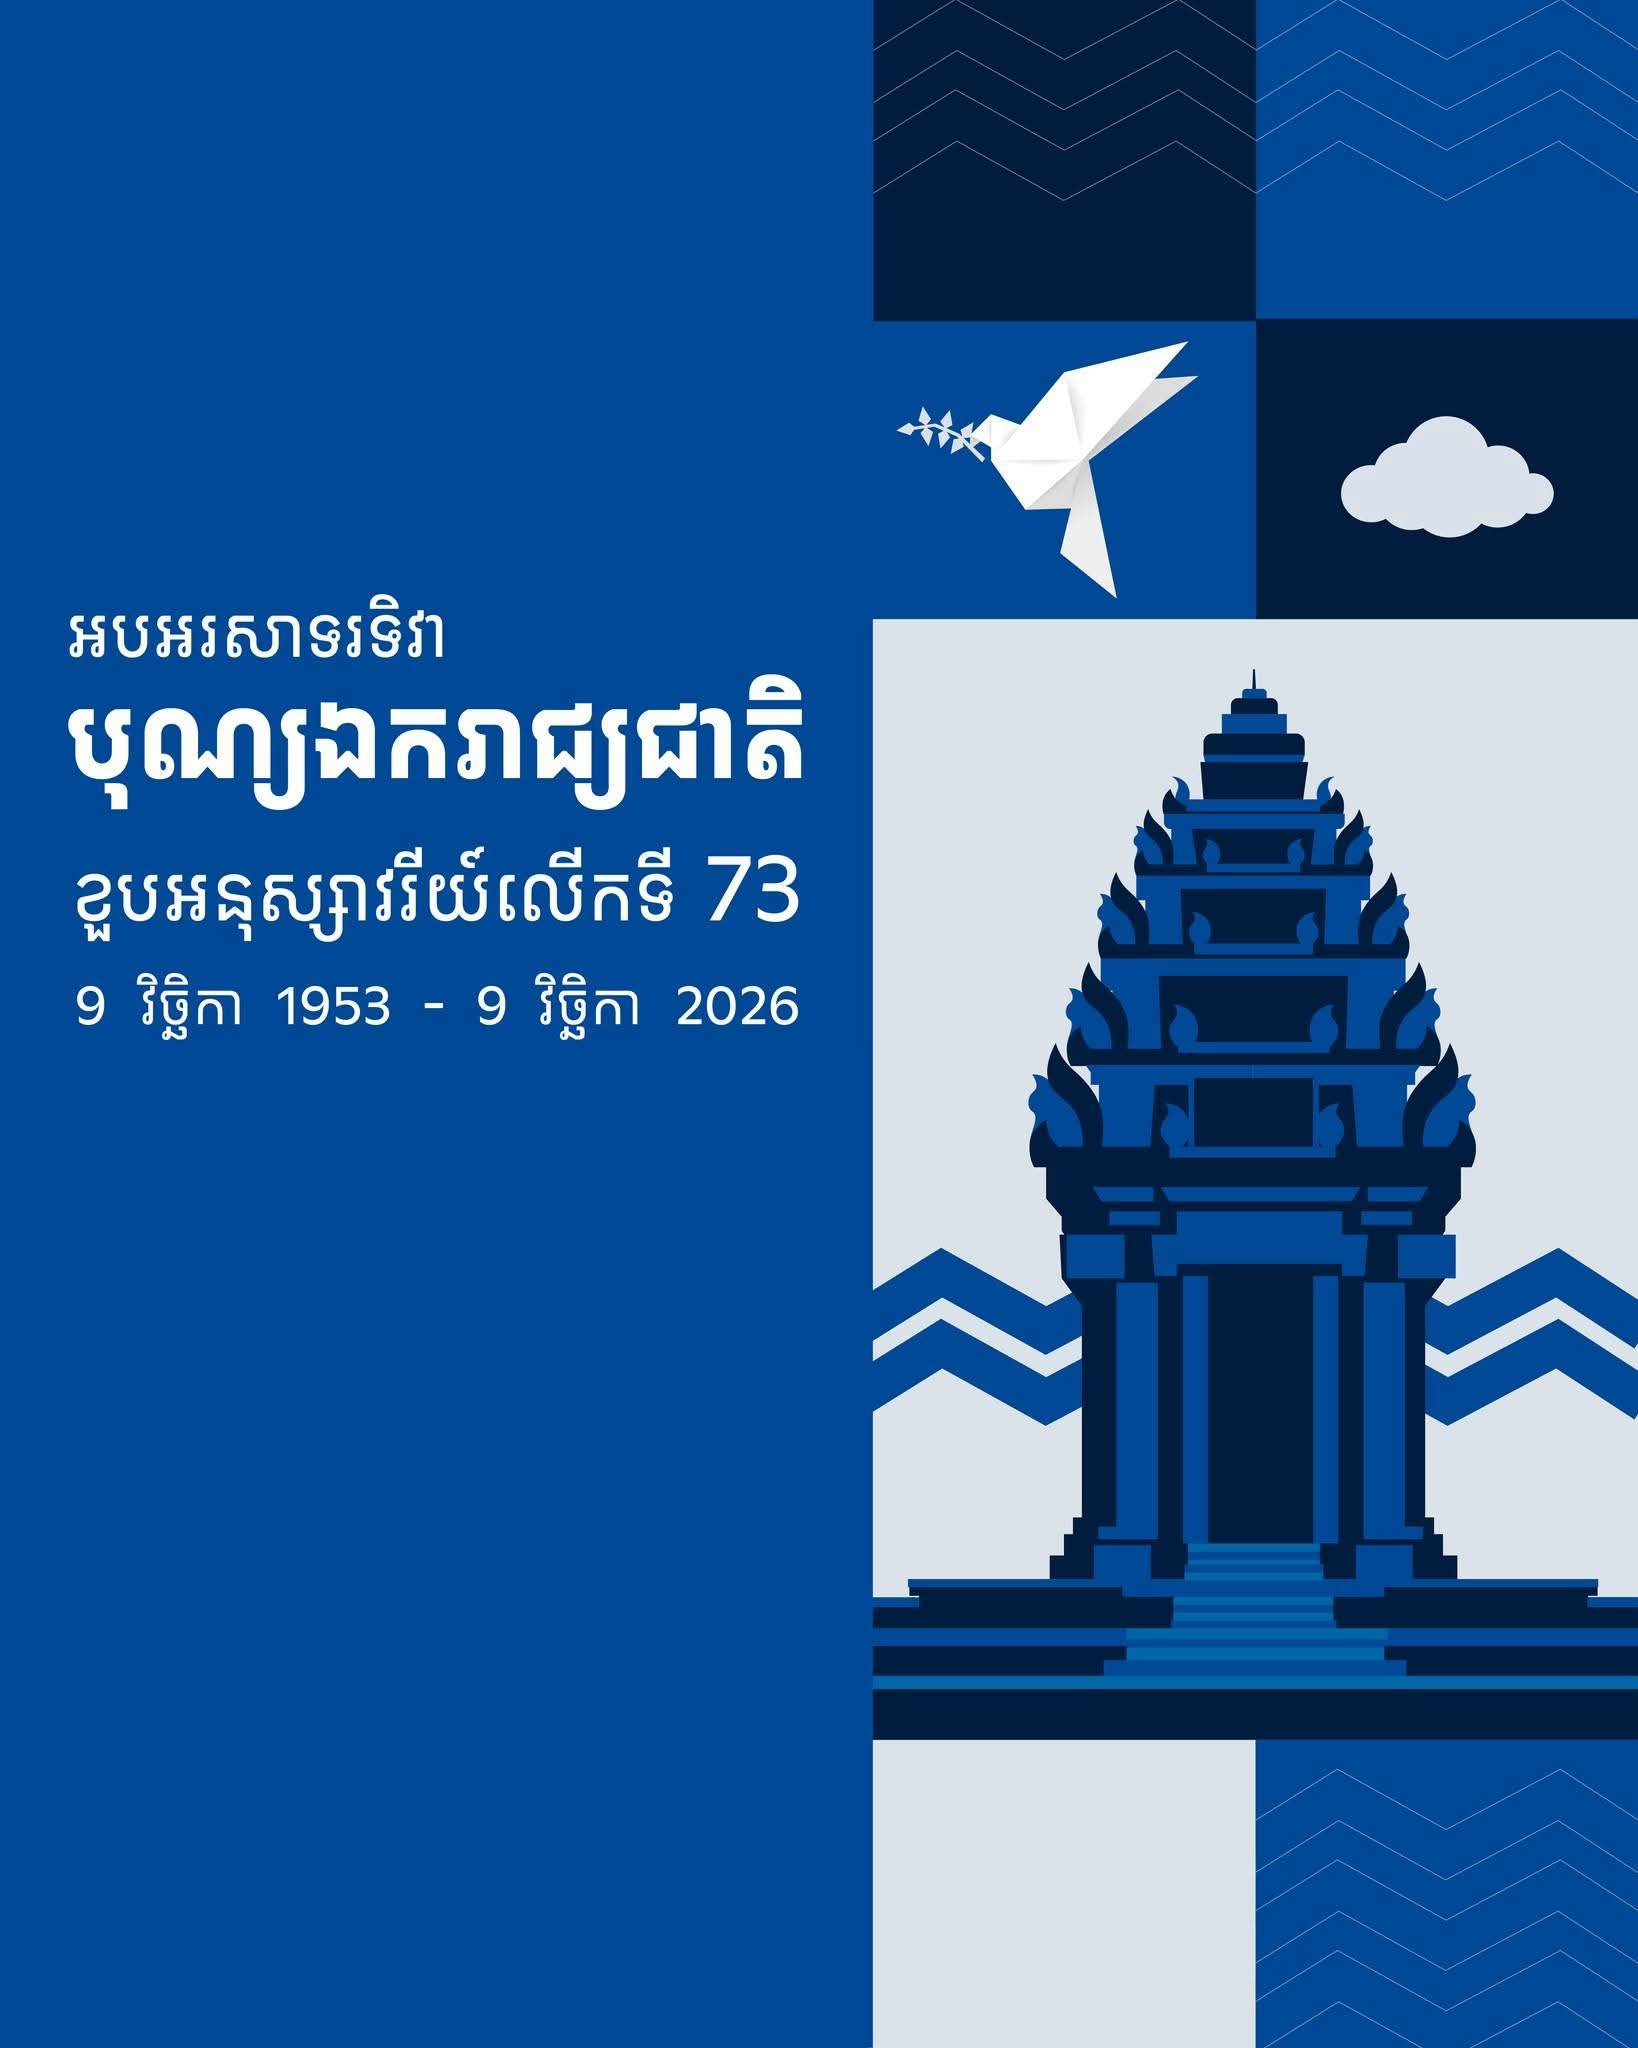 អបអរសាទរទិវា
បុណ្យឯករាជ្យជាតិ
ខួបអនុស្សាវរីយ៍លើកទី 73
9 វិច្ឆិកា 1953 - 9 វិច្ឆិកា 2026